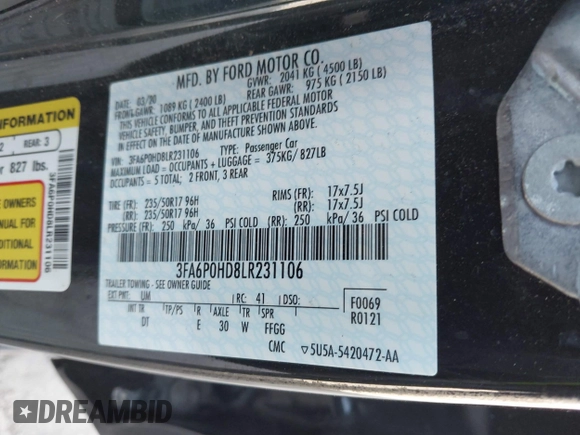 MFD. BY FORD MOTOR CO.
DATE: 03/20 GVWR: 2041 KG ( 4500 LB)
FRONT GAWR: 1089 KG ( 2400 LB) REAR GAWR: 975 KG ( 2150 LB)
THIS VEHICLE CONFORMS TO ALL APPLICABLE FEDERAL MOTOR
VEHICLE SAFETY, BUMPER, AND THEFT PREVENTION STANDARDS
IN EFFECT ON THE DATE OF MANUFACTURE SHOWN ABOVE.
VIN: 3FA6P0HD8LR231106 TYPE: Passenger Car
MAXIMUM LOAD = OCCUPANTS + LUGGAGE = 375KG/ 827LB
OCCUPANTS = 5 TOTAL; 2 FRONT, 3 REAR
TIRE (FR): 235/50R17 96H RIMS (FR): 17x7.5J
(RR): 235/50R17 96H (RR): 17x7.5J
PRESSURE (FR): 250 kPa/ 36 PSI COLD (RR): 250 kPa/ 36 PSI COLD
3FA6P0HD8LR231106
TRAILER TOWING - SEE OWNER GUIDE
EXT PNT: UM RC: 41 DSO: F0069
INT TR TP/PS R AXLE TR SPR R0121
DT E 30 W FFGG
CMC ▽5U5A-5420472-AA
NFORMATION
2 REAR: 3
r 827 lbs.
E OWNERS
NUAL FOR
DITIONAL
RMATION
3FA6P0HD8LR231106
DREAMBID